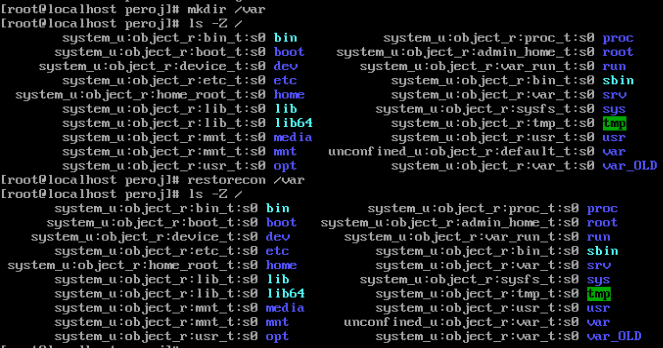 [root@localhost peroj]# mkdir /var
[root@localhost peroj]# ls -Z /
system_u:object_r:bin_t:s0 bin system_u:object_r:proc_t:s0 proc
system_u:object_r:boot_t:s0 boot system_u:object_r:admin_home_t:s0 root
system_u:object_r:device_t:s0 dev system_u:object_r:var_run_t:s0 run
system_u:object_r:etc_t:s0 etc system_u:object_r:bin_t:s0 sbin
system_u:object_r:home_root_t:s0 home system_u:object_r:var_t:s0 srv
system_u:object_r:lib_t:s0 lib system_u:object_r:sysfs_t:s0 sys
system_u:object_r:lib_t:s0 lib64 system_u:object_r:tmp_t:s0 tmp
system_u:object_r:mnt_t:s0 media system_u:object_r:usr_t:s0 usr
system_u:object_r:mnt_t:s0 mnt unconfined_u:object_r:default_t:s0 var
system_u:object_r:usr_t:s0 opt system_u:object_r:var_t:s0 var_OLD
[root@localhost peroj]# restorecon /var
[root@localhost peroj]# ls -Z /
system_u:object_r:bin_t:s0 bin system_u:object_r:proc_t:s0 proc
system_u:object_r:boot_t:s0 boot system_u:object_r:admin_home_t:s0 root
system_u:object_r:device_t:s0 dev system_u:object_r:var_run_t:s0 run
system_u:object_r:etc_t:s0 etc system_u:object_r:bin_t:s0 sbin
system_u:object_r:home_root_t:s0 home system_u:object_r:var_t:s0 srv
system_u:object_r:lib_t:s0 lib system_u:object_r:sysfs_t:s0 sys
system_u:object_r:lib_t:s0 lib64 system_u:object_r:tmp_t:s0 tmp
system_u:object_r:mnt_t:s0 media system_u:object_r:usr_t:s0 usr
system_u:object_r:mnt_t:s0 mnt unconfined_u:object_r:var_t:s0 var
system_u:object_r:usr_t:s0 opt system_u:object_r:var_t:s0 var_OLD